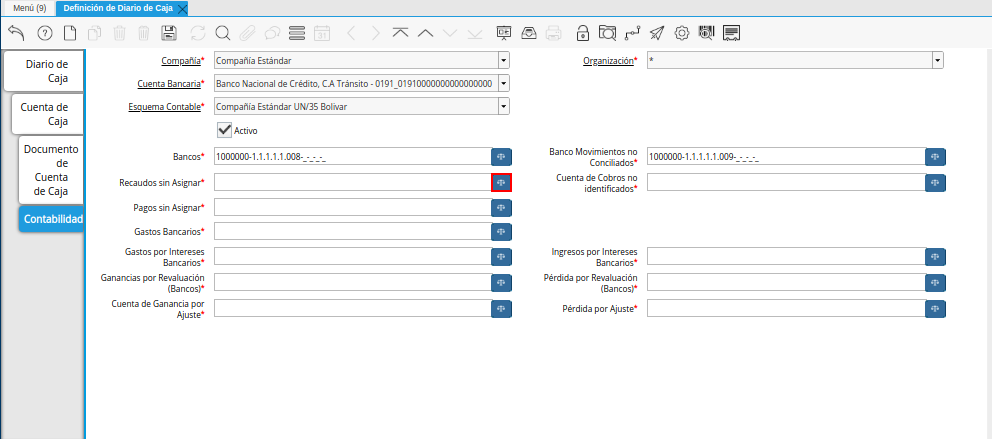 Menú (9)
Definición de Diario de Caja
Diario de
Caja
Cuenta de
Caja
Documento
de
Cuenta
de Caja
Contabilidad
Compañía*
Compañía Estándar
Organización*
*
Cuenta Bancaria*
Banco Nacional de Crédito, C.A Tránsito - 0191_01910000000000000000
Esquema Contable*
Compañía Estándar UN/35 Bolívar
Activo
Bancos*
1000000-1.1.1.1.1.008-_-_-_-_
Banco Movimientos no
Conciliados*
1000000-1.1.1.1.1.009-_-_-_-_
Recaudos sin Asignar*
Cuenta de Cobros no
identificados*
Pagos sin Asignar*
Gastos Bancarios*
Gastos por Intereses
Bancarios*
Ingresos por Intereses
Bancarios*
Ganancias por Revaluación
(Bancos)*
Pérdida por Revaluación
(Bancos)*
Cuenta de Ganancia por
Ajuste*
Pérdida por Ajuste*